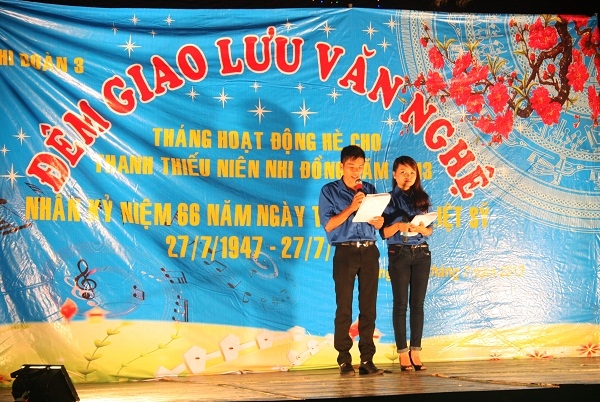 HI ĐOÀN 3
ĐÊM GIAO LƯU VĂN NGHỆ
THÁNG HOẠT ĐỘNG HÈ CHO
THANH THIẾU NIÊN NHI ĐỒNG
NHÂN KỶ NIỆM 66 NĂM NGÀY
27/7/1947 - 27/7/